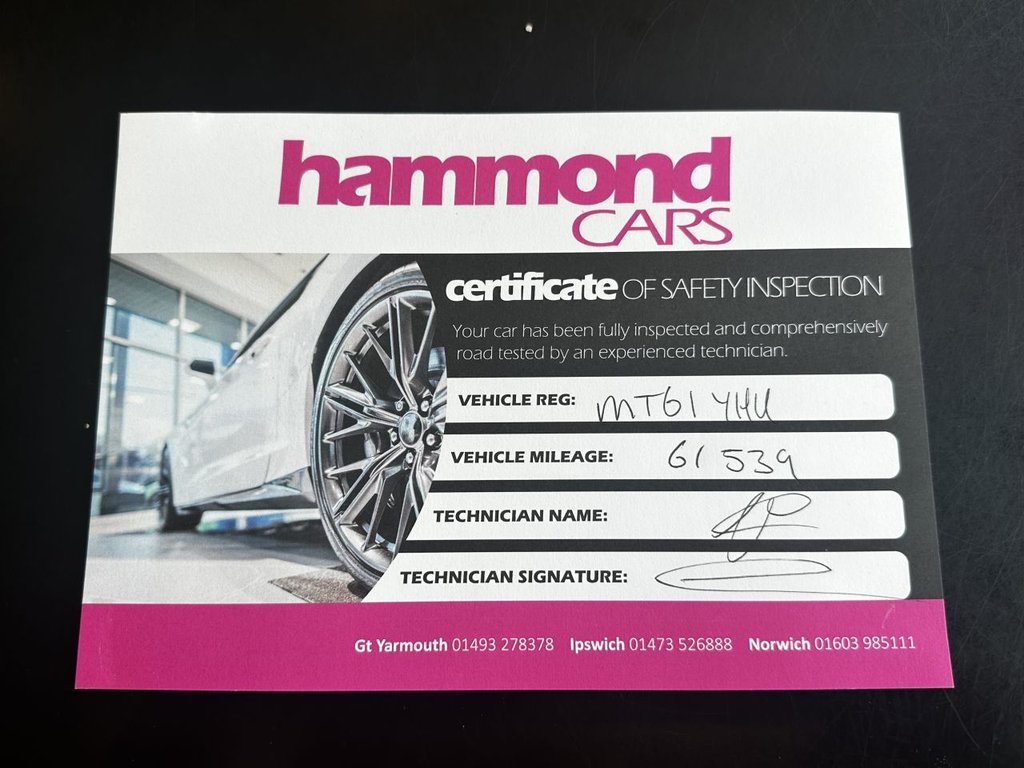 hammond
CARS
certificate OF SAFETY INSPECTION
Your car has been fully inspected and comprehensively
road tested by an experienced technician.
VEHICLE REG: MT61 YHU
VEHICLE MILEAGE: 61539
TECHNICIAN NAME:
TECHNICIAN SIGNATURE:
Gt Yarmouth 01493 278378 Ipswich 01473 526888 Norwich 01603 985111